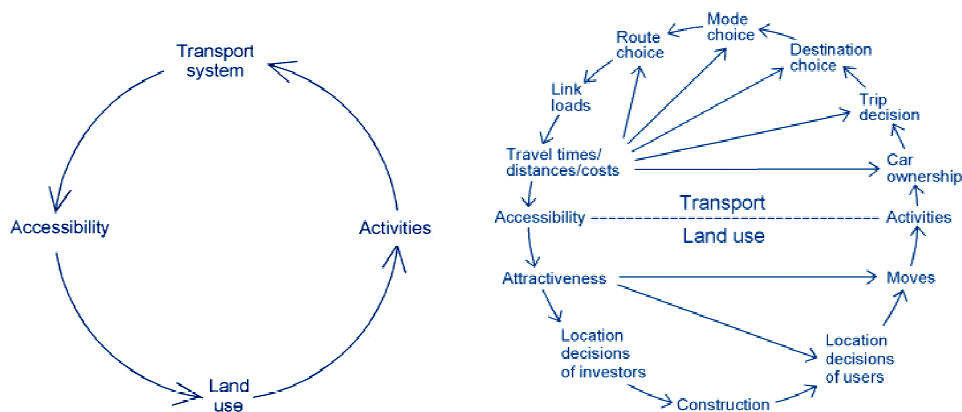 Transport
system
Accessibility
Activities
Land
use
Mode
choice
Route
choice
Destination
choice
Link
loads
Trip
decision
Travel times/
distances/costs
Car
ownership
Transport
Accessibility
Activities
Land use
Attractiveness
Moves
Location
decisions
of investors
Location
decisions
of users
Construction